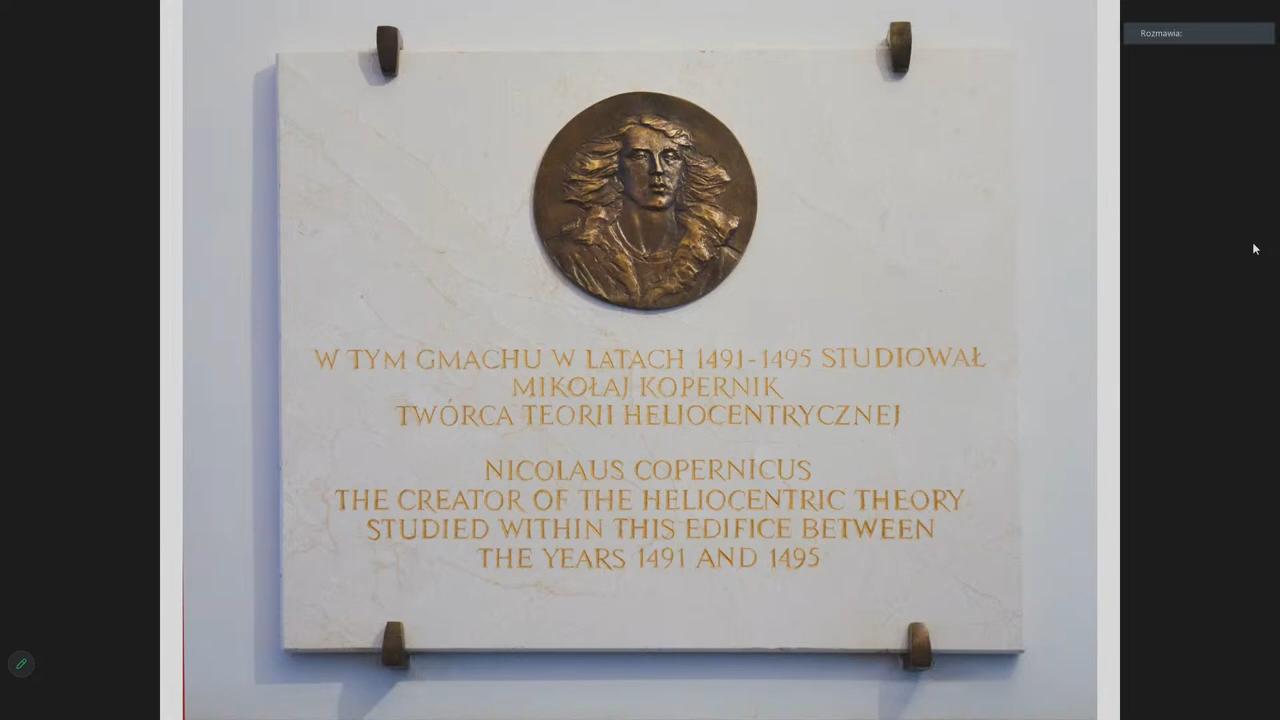 Rozmawia:
W TYM GMACHU W LATACH 1491-1495 STUDIOWAŁ
MIKOŁAJ KOPERNIK
TWÓRCA TEORII HELIOCENTRYCZNEJ
NICOLAUS COPERNICUS
THE CREATOR OF THE HELIOCENTRIC THEORY
STUDIED WITHIN THIS EDIFICE BETWEEN
THE YEARS 1491 AND 1495